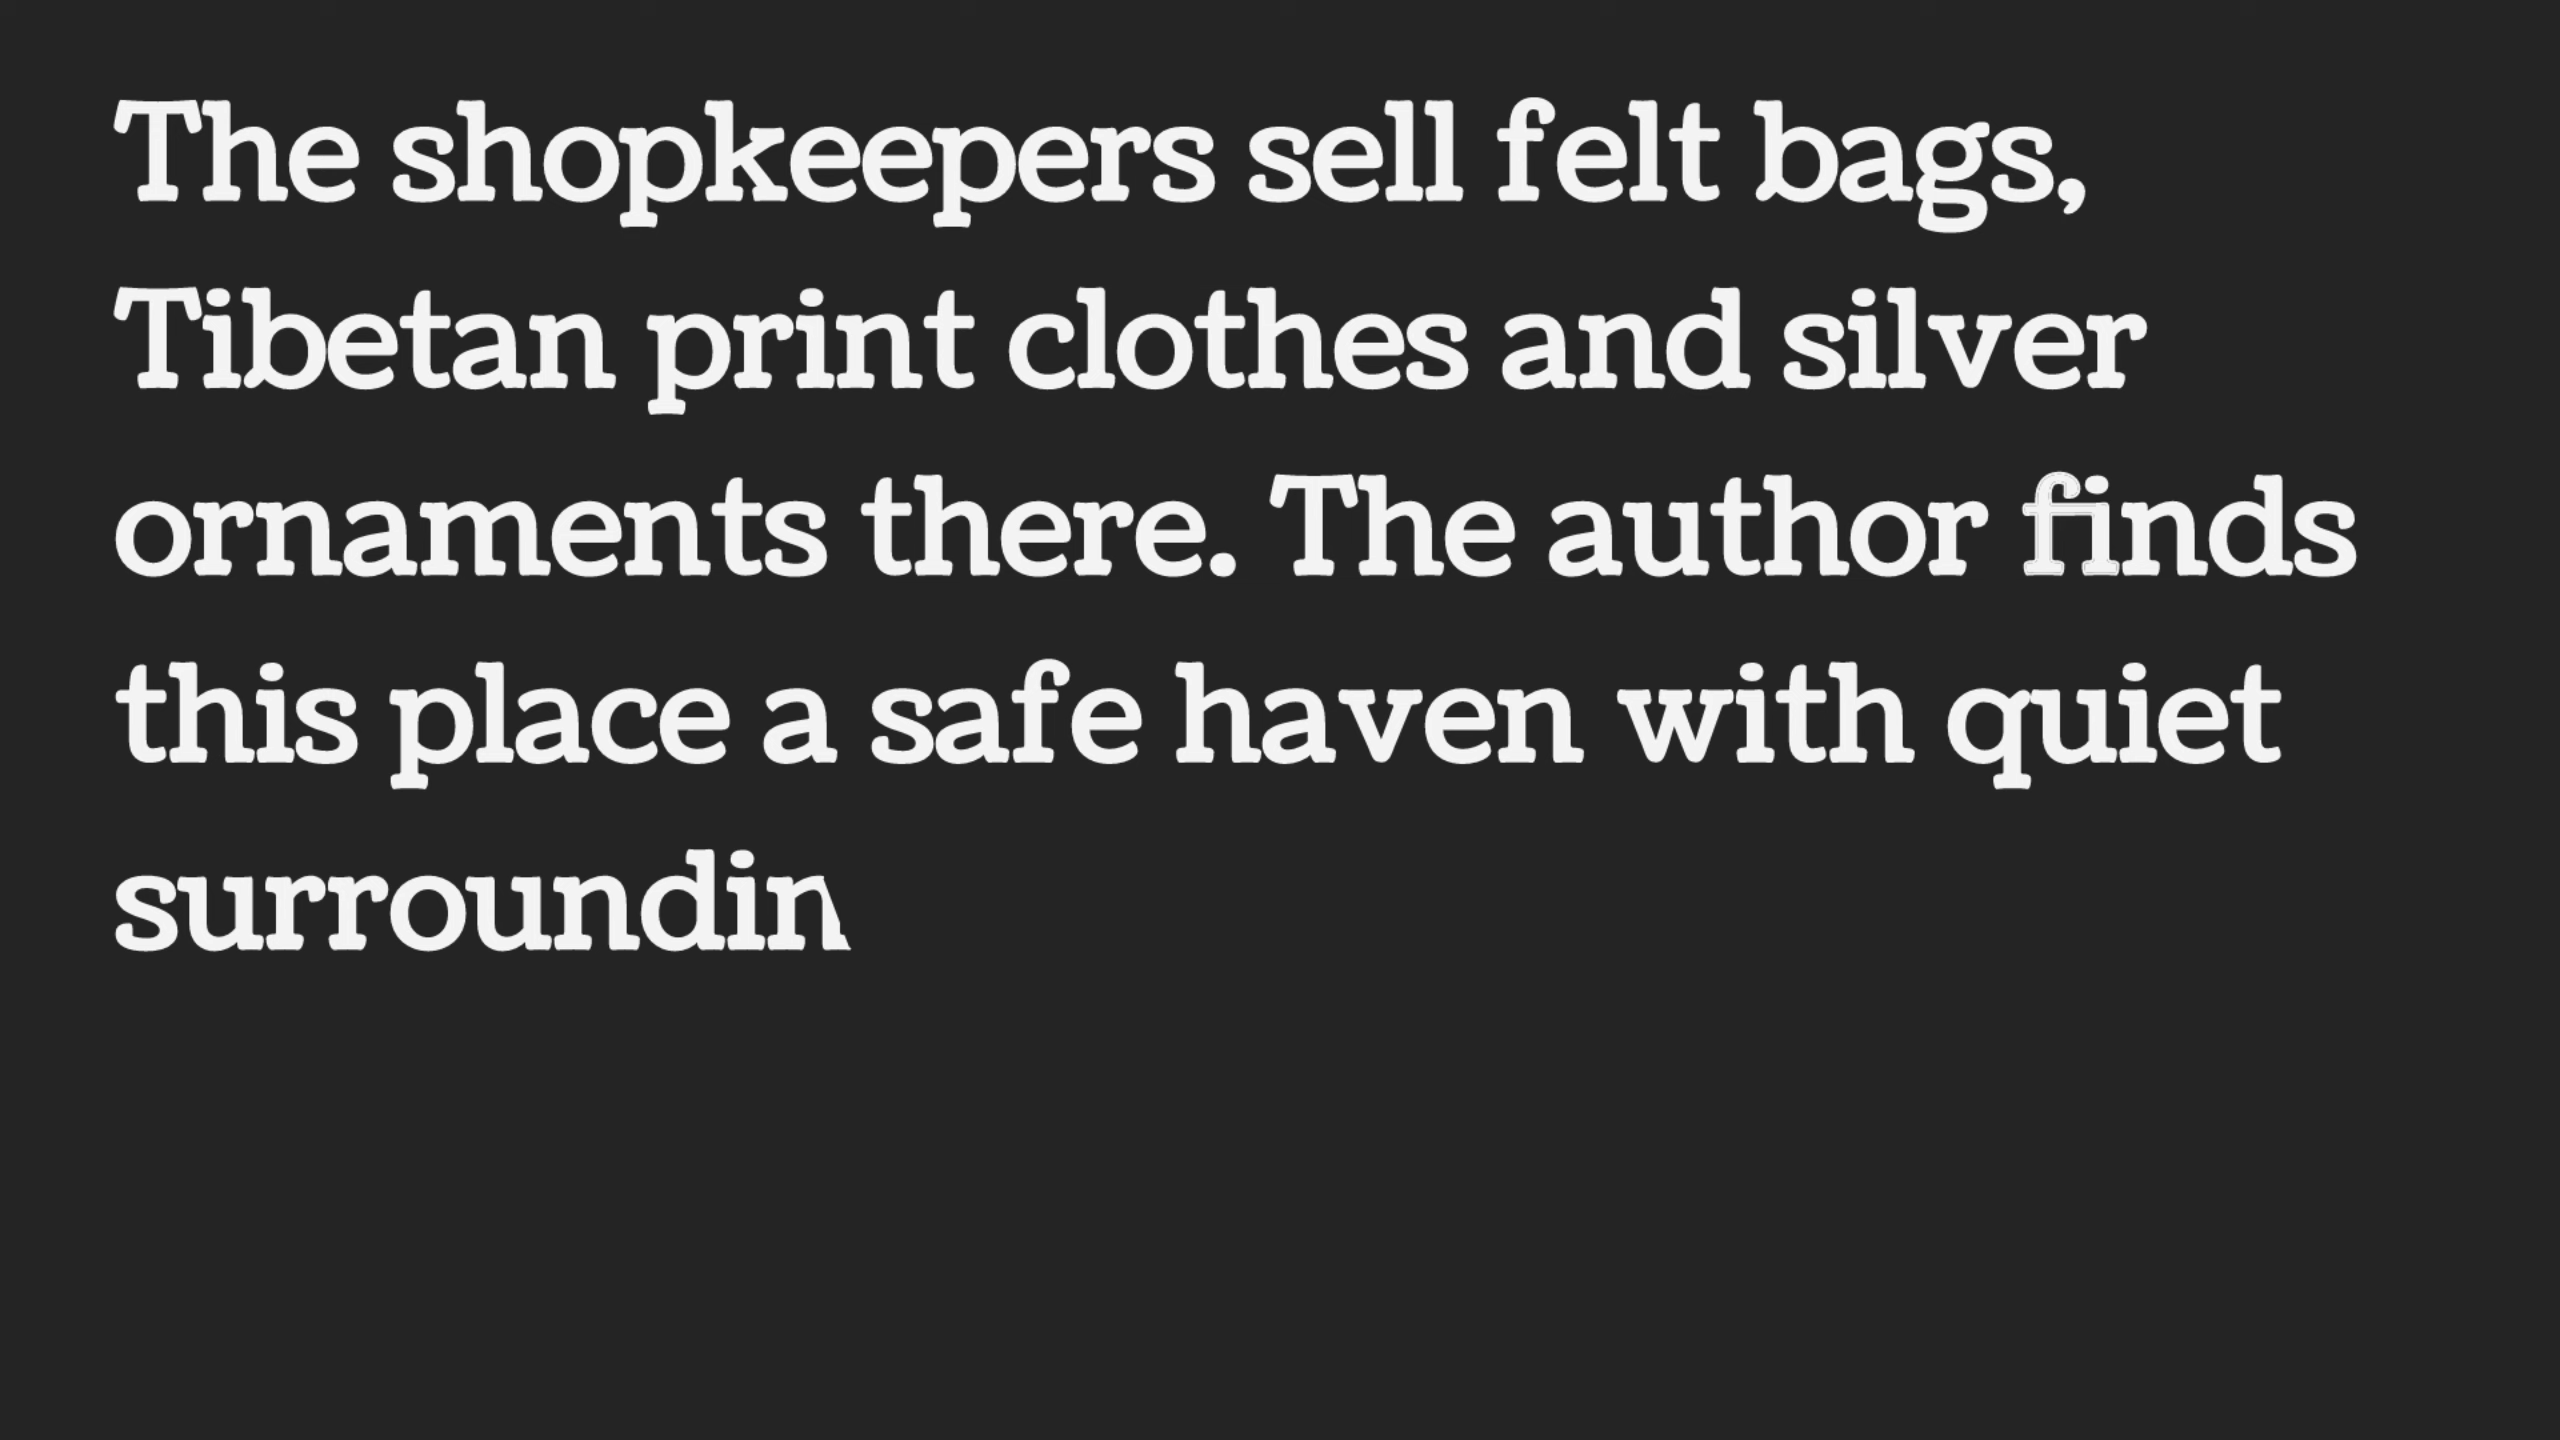 The shopkeepers sell felt bags,
Tibetan print clothes and silver
ornaments there. The author finds
this place a safe haven with quiet
surroundin